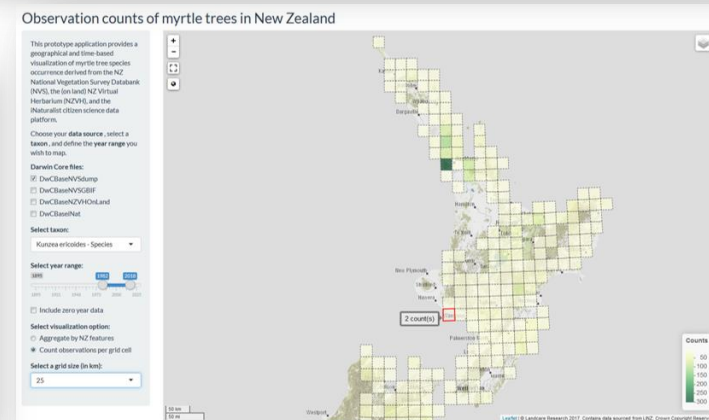 Observation counts of myrtle trees in New Zealand
This prototype application provides a
geographical and time-based
visualization of myrtle tree species
occurrence derived from the NZ
National Vegetation Survey Databank
(NVS), the (on land) NZ Virtual
Herbarium (NZVH), and the
iNaturalist citizen science data
platform.
Choose your data source, select a
taxon, and define the year range you
wish to map.
Darwin Core files:
DwCBaseNVSdump
DwCBaseNVSGBIF
DwCBaseNZVHOnLand
DwCBaseiNat
Select taxon:
Kunzea ericoides - Species
Select year range:
Include zero year data
Select visualization option:
Aggregate by NZ features
Count observations per grid cell
Select a grid size (in km):
25
+
-
Dargaville
New Plymouth
2 count(s)
50 km
Counts
50
100
150
200
250
300
Leaflet | © Landcare Research 2017. Contains data sourced from LINZ. Crown Copyright